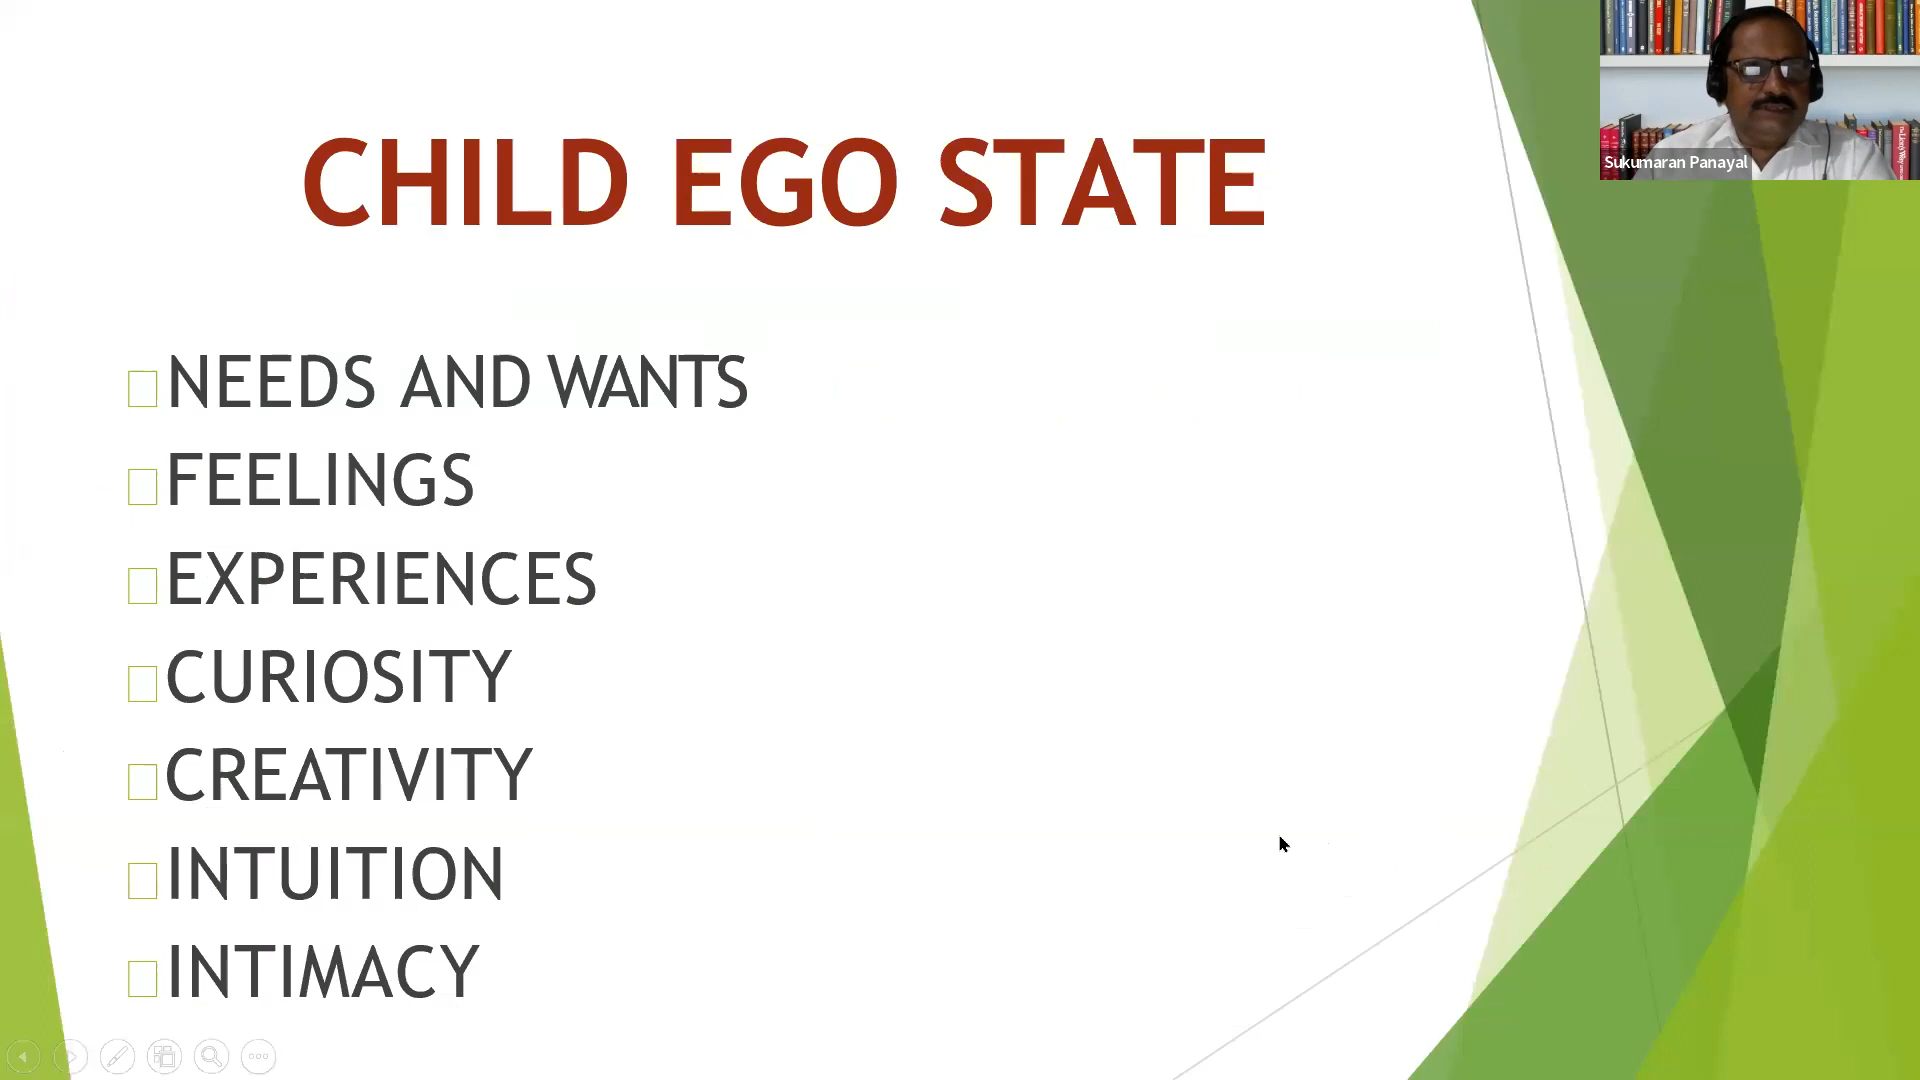 CHILD EGO STATE
Sukumaran Panayal
NEEDS AND WANTS
FEELINGS
EXPERIENCES
CURIOSITY
CREATIVITY
INTUITION
INTIMACY